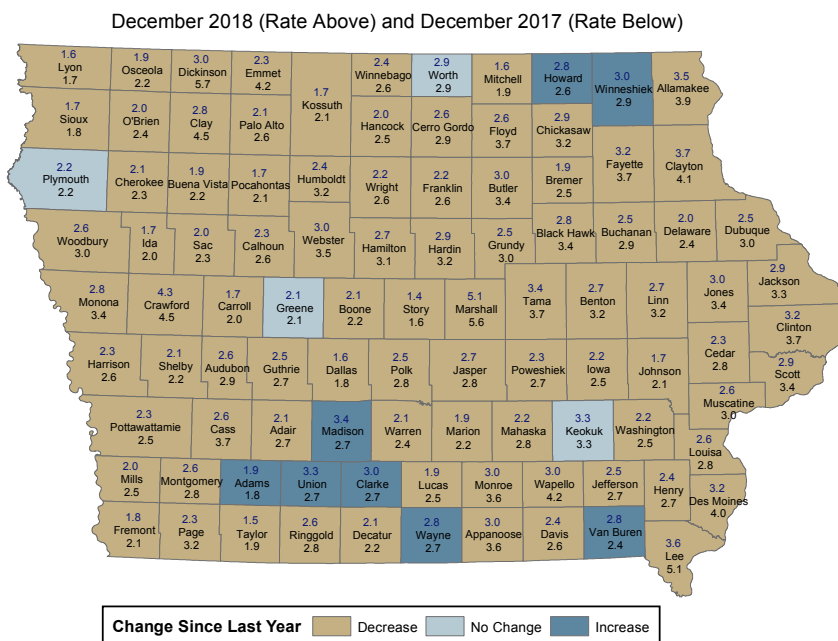 December 2018 (Rate Above) and December 2017 (Rate Below)
1.6
Lyon
1.7
1.9
Osceola
2.2
3.0
Dickinson
5.7
2.3
Emmet
4.2
1.7
Kossuth
2.1
2.4
Winnebago
2.6
2.9
Worth
2.9
1.6
Mitchell
1.9
2.8
Howard
2.6
3.0
Winneshiek
2.9
3.5
Allamakee
3.9
1.7
Sioux
1.8
2.0
O'Brien
2.4
2.8
Clay
4.5
2.1
Palo Alto
2.6
2.0
Hancock
2.5
2.6
Cerro Gordo
2.9
2.6
Floyd
3.7
2.9
Chickasaw
3.2
3.2
Fayette
3.7
3.7
Clayton
4.1
2.2
Plymouth
2.2
2.1
Cherokee
2.3
1.9
Buena Vista
2.2
1.7
Pocahontas
2.1
2.4
Humboldt
3.2
2.2
Wright
2.6
2.2
Franklin
2.6
3.0
Butler
3.4
1.9
Bremer
2.5
2.6
Woodbury
3.0
1.7
Ida
2.0
2.0
Sac
2.3
2.3
Calhoun
2.6
3.0
Webster
3.5
2.7
Hamilton
3.1
2.9
Hardin
3.2
2.5
Grundy
3.0
2.8
Black Hawk
3.4
2.5
Buchanan
2.9
2.0
Delaware
2.4
2.5
Dubuque
3.0
2.8
Monona
3.4
4.3
Crawford
4.5
1.7
Carroll
2.0
2.1
Greene
2.1
2.1
Boone
2.2
1.4
Story
1.6
5.1
Marshall
5.6
3.4
Tama
3.7
2.7
Benton
3.2
2.7
Linn
3.2
3.0
Jones
3.4
2.9
Jackson
3.3
3.2
Clinton
3.7
2.3
Harrison
2.6
2.1
Shelby
2.2
2.6
Audubon
2.9
2.5
Guthrie
2.7
1.6
Dallas
1.8
2.5
Polk
2.8
2.7
Jasper
2.8
2.3
Poweshiek
2.7
2.2
Iowa
2.5
1.7
Johnson
2.1
2.3
Cedar
2.8
2.9
Scott
3.4
2.6
Muscatine
3.0
2.3
Pottawattamie
2.5
2.6
Cass
3.7
2.1
Adair
2.7
3.4
Madison
2.7
2.1
Warren
2.4
1.9
Marion
2.2
2.2
Mahaska
2.8
3.3
Keokuk
3.3
2.2
Washington
2.5
2.6
Louisa
2.8
2.0
Mills
2.5
2.6
Montgomery
2.8
1.9
Adams
1.8
3.3
Union
2.7
3.0
Clarke
2.7
1.9
Lucas
2.5
3.0
Monroe
3.6
3.0
Wapello
4.2
2.5
Jefferson
2.7
2.4
Henry
2.7
3.2
Des Moines
4.0
1.8
Fremont
2.1
2.3
Page
3.2
1.5
Taylor
1.9
2.6
Ringgold
2.8
2.1
Decatur
2.2
2.8
Wayne
2.7
3.0
Appanoose
3.6
2.4
Davis
2.6
2.8
Van Buren
2.4
3.6
Lee
5.1
Change Since Last Year Decrease No Change Increase